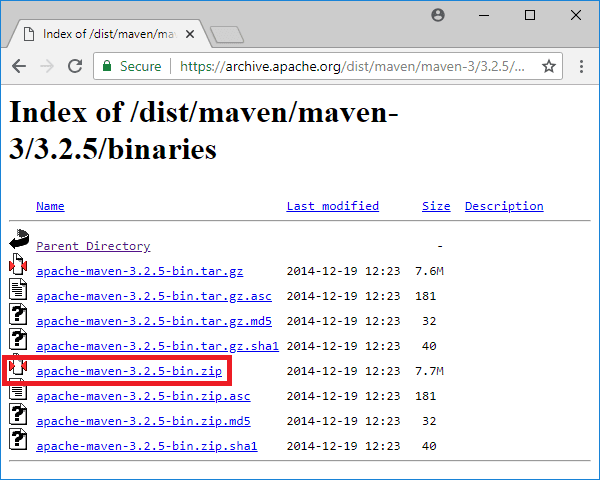 Index of /dist/maven/mav
Secure https://archive.apache.org/dist/maven/maven-3/3.2.5/...
Index of /dist/maven/maven-
3/3.2.5/binaries
Name Last modified Size Description
Parent Directory -
apache-maven-3.2.5-bin.tar.gz 2014-12-19 12:23 7.6M
apache-maven-3.2.5-bin.tar.gz.asc 2014-12-19 12:23 181
apache-maven-3.2.5-bin.tar.gz.md5 2014-12-19 12:23 32
apache-maven-3.2.5-bin.tar.gz.sha1 2014-12-19 12:23 40
apache-maven-3.2.5-bin.zip 2014-12-19 12:23 7.7M
apache-maven-3.2.5-bin.zip.asc 2014-12-19 12:23 181
apache-maven-3.2.5-bin.zip.md5 2014-12-19 12:23 32
apache-maven-3.2.5-bin.zip.sha1 2014-12-19 12:23 40